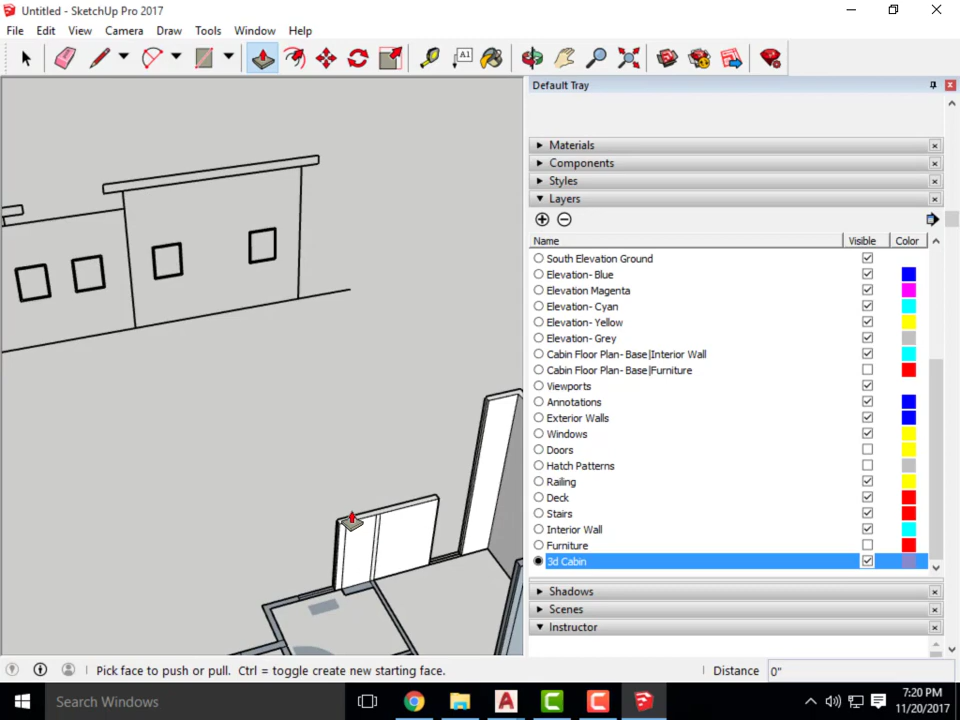 Untitled - SketchUp Pro 2017
File Edit View Camera Draw Tools Window Help
A1
Default Tray
Materials
Components
Styles
Layers
Name Visible Color
South Elevation Ground
Elevation- Blue
Elevation Magenta
Elevation- Cyan
Elevation- Yellow
Elevation- Grey
Cabin Floor Plan- Base|Interior Wall
Cabin Floor Plan- Base|Furniture
Viewports
Annotations
Exterior Walls
Windows
Doors
Hatch Patterns
Railing
Deck
Stairs
Interior Wall
Furniture
3d Cabin
Shadows
Scenes
Instructor
Pick face to push or pull. Ctrl = toggle create new starting face. Distance 0"
Search Windows
7:20 PM
11/20/2017